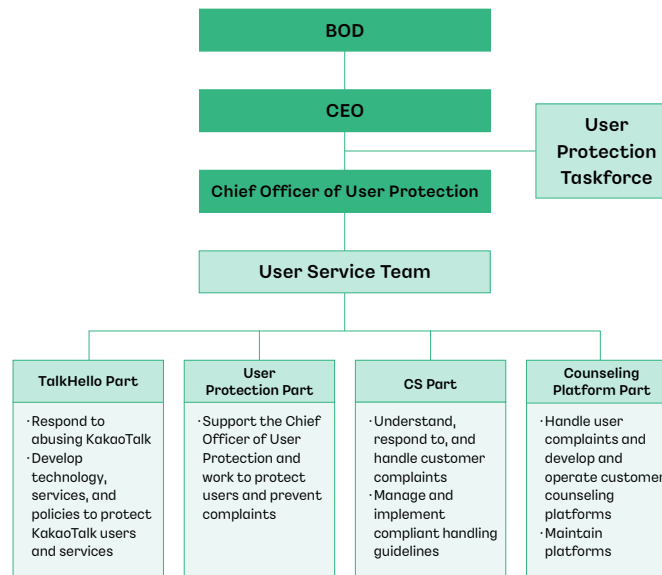 BOD
CEO
User
Protection
Taskforce
Chief Officer of User Protection
User Service Team
TalkHello Part
·Respond to
abusing KakaoTalk
·Develop
technology,
services, and
policies to protect
KakaoTalk users
and services
User
Protection Part
·Support the Chief
Officer of User
Protection and
work to protect
users and prevent
complaints
CS Part
·Understand,
respond to, and
handle customer
complaints
·Manage and
implement
compliant handling
guidelines
Counseling
Platform Part
·Handle user
complaints and
develop and
operate customer
counseling
platforms
·Maintain
platforms